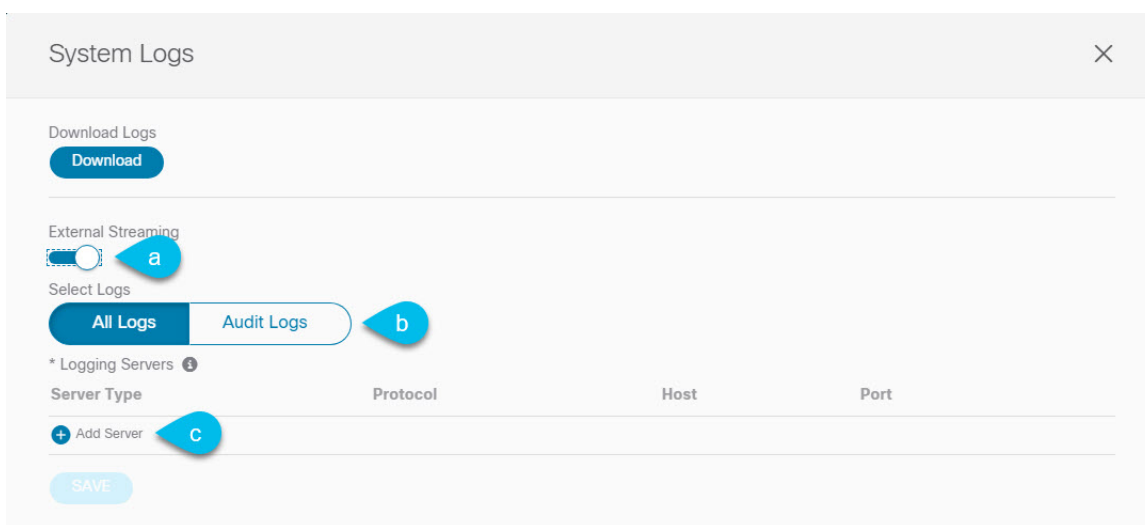 System Logs
Download Logs
Download
External Streaming
a
Select Logs
All Logs Audit Logs
b
* Logging Servers
Server Type Protocol Host Port
Add Server
c
SAVE